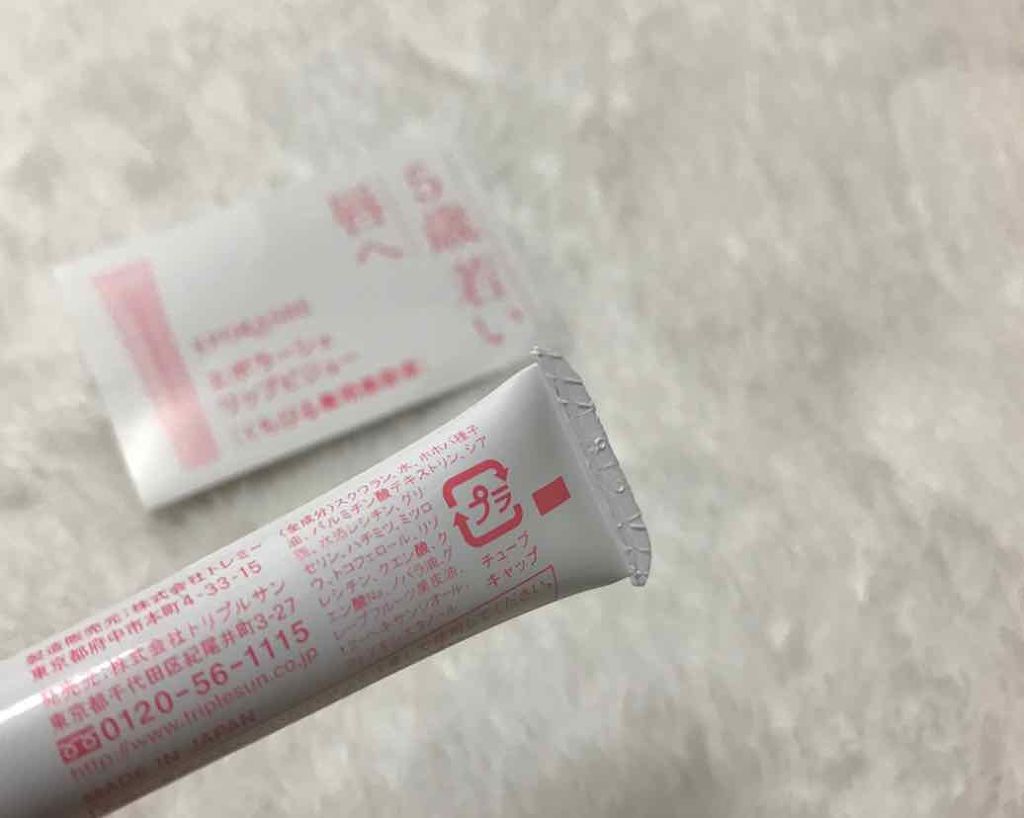 5歳若い
唇へ
エポラーシェ
リップビジュー
くちびる専用美容液
製造販売元:株式会社トレミー
東京都府中市本町4-33-15
発売元:株式会社トリプルサン
東京都千代田区紀尾井町3-27
0120-56-1115
http://www.triplesun.co.jp
MADE IN JAPAN
(全成分)スクワラン、水、ホホバ種子
油、パルミチン酸デキストリン、シア
脂、水添レシチン、グリ
セリン、ハチミツ、ミツロ
ウ、トコフェロール、リゾ
レシチン、クエン酸、ク
エン酸Na、ノバラ油、グ
レープフルーツ果皮油、
プラ
チューブ
キャップ